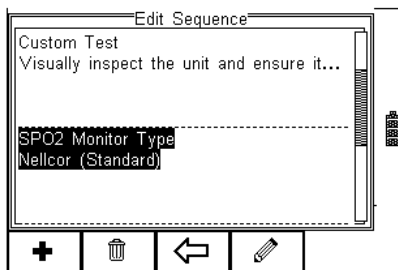 Edit Sequence
Custom Test
Visually inspect the unit and ensure it...
SPO2 Monitor Type
Nellcor (Standard)